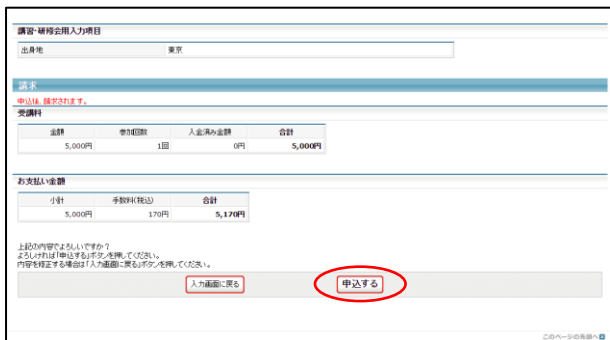 講習・研修会用入力項目
出身地 東京
請求
申込後、請求されます。
受講料
金額 参加回数 入金済み金額 合計
5,000円 1回 0円 5,000円
お支払い金額
小計 手数料(税込) 合計
5,000円 170円 5,170円
上記の内容でよろしいですか？
よろしければ「申込する」ボタンを押してください。
内容を修正する場合は「入力画面に戻る」ボタンを押してください。
入力画面に戻る 申込する
このページの先頭へ